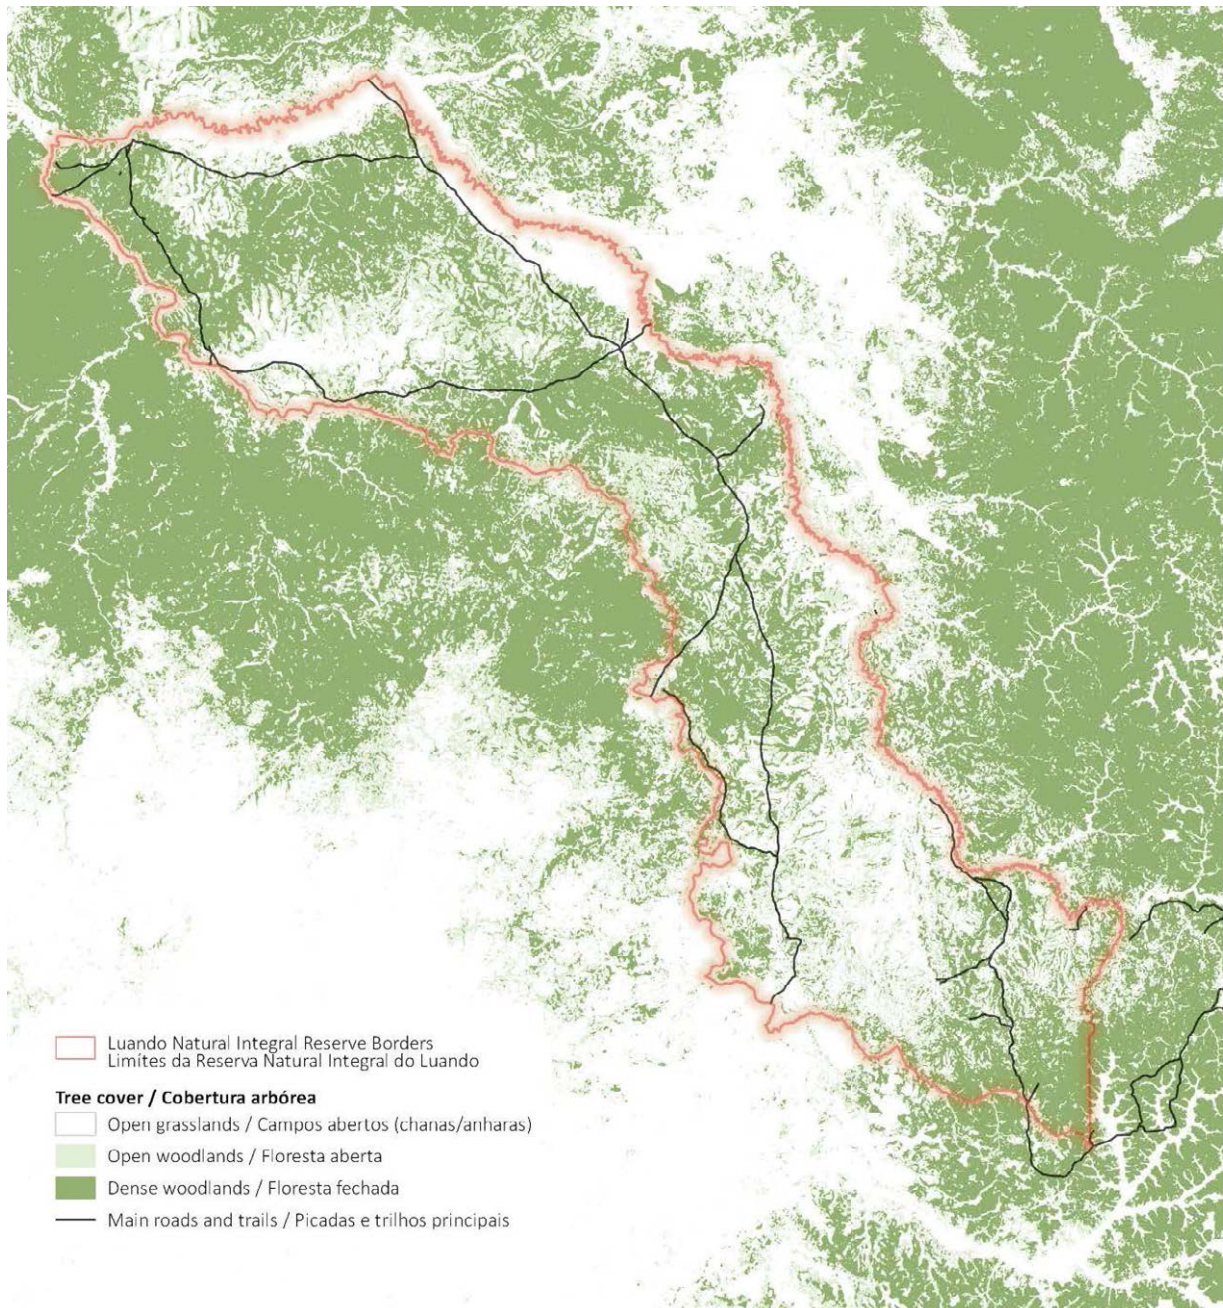 Luando Natural Integral Reserve Borders
Limítes da Reserva Natural Integral do Luando
Tree cover / Cobertura arbórea
Open grasslands / Campos abertos (chanas/anharas)
Open woodlands / Floresta aberta
Dense woodlands / Floresta fechada
Main roads and trails / Picadas e trilhos principais